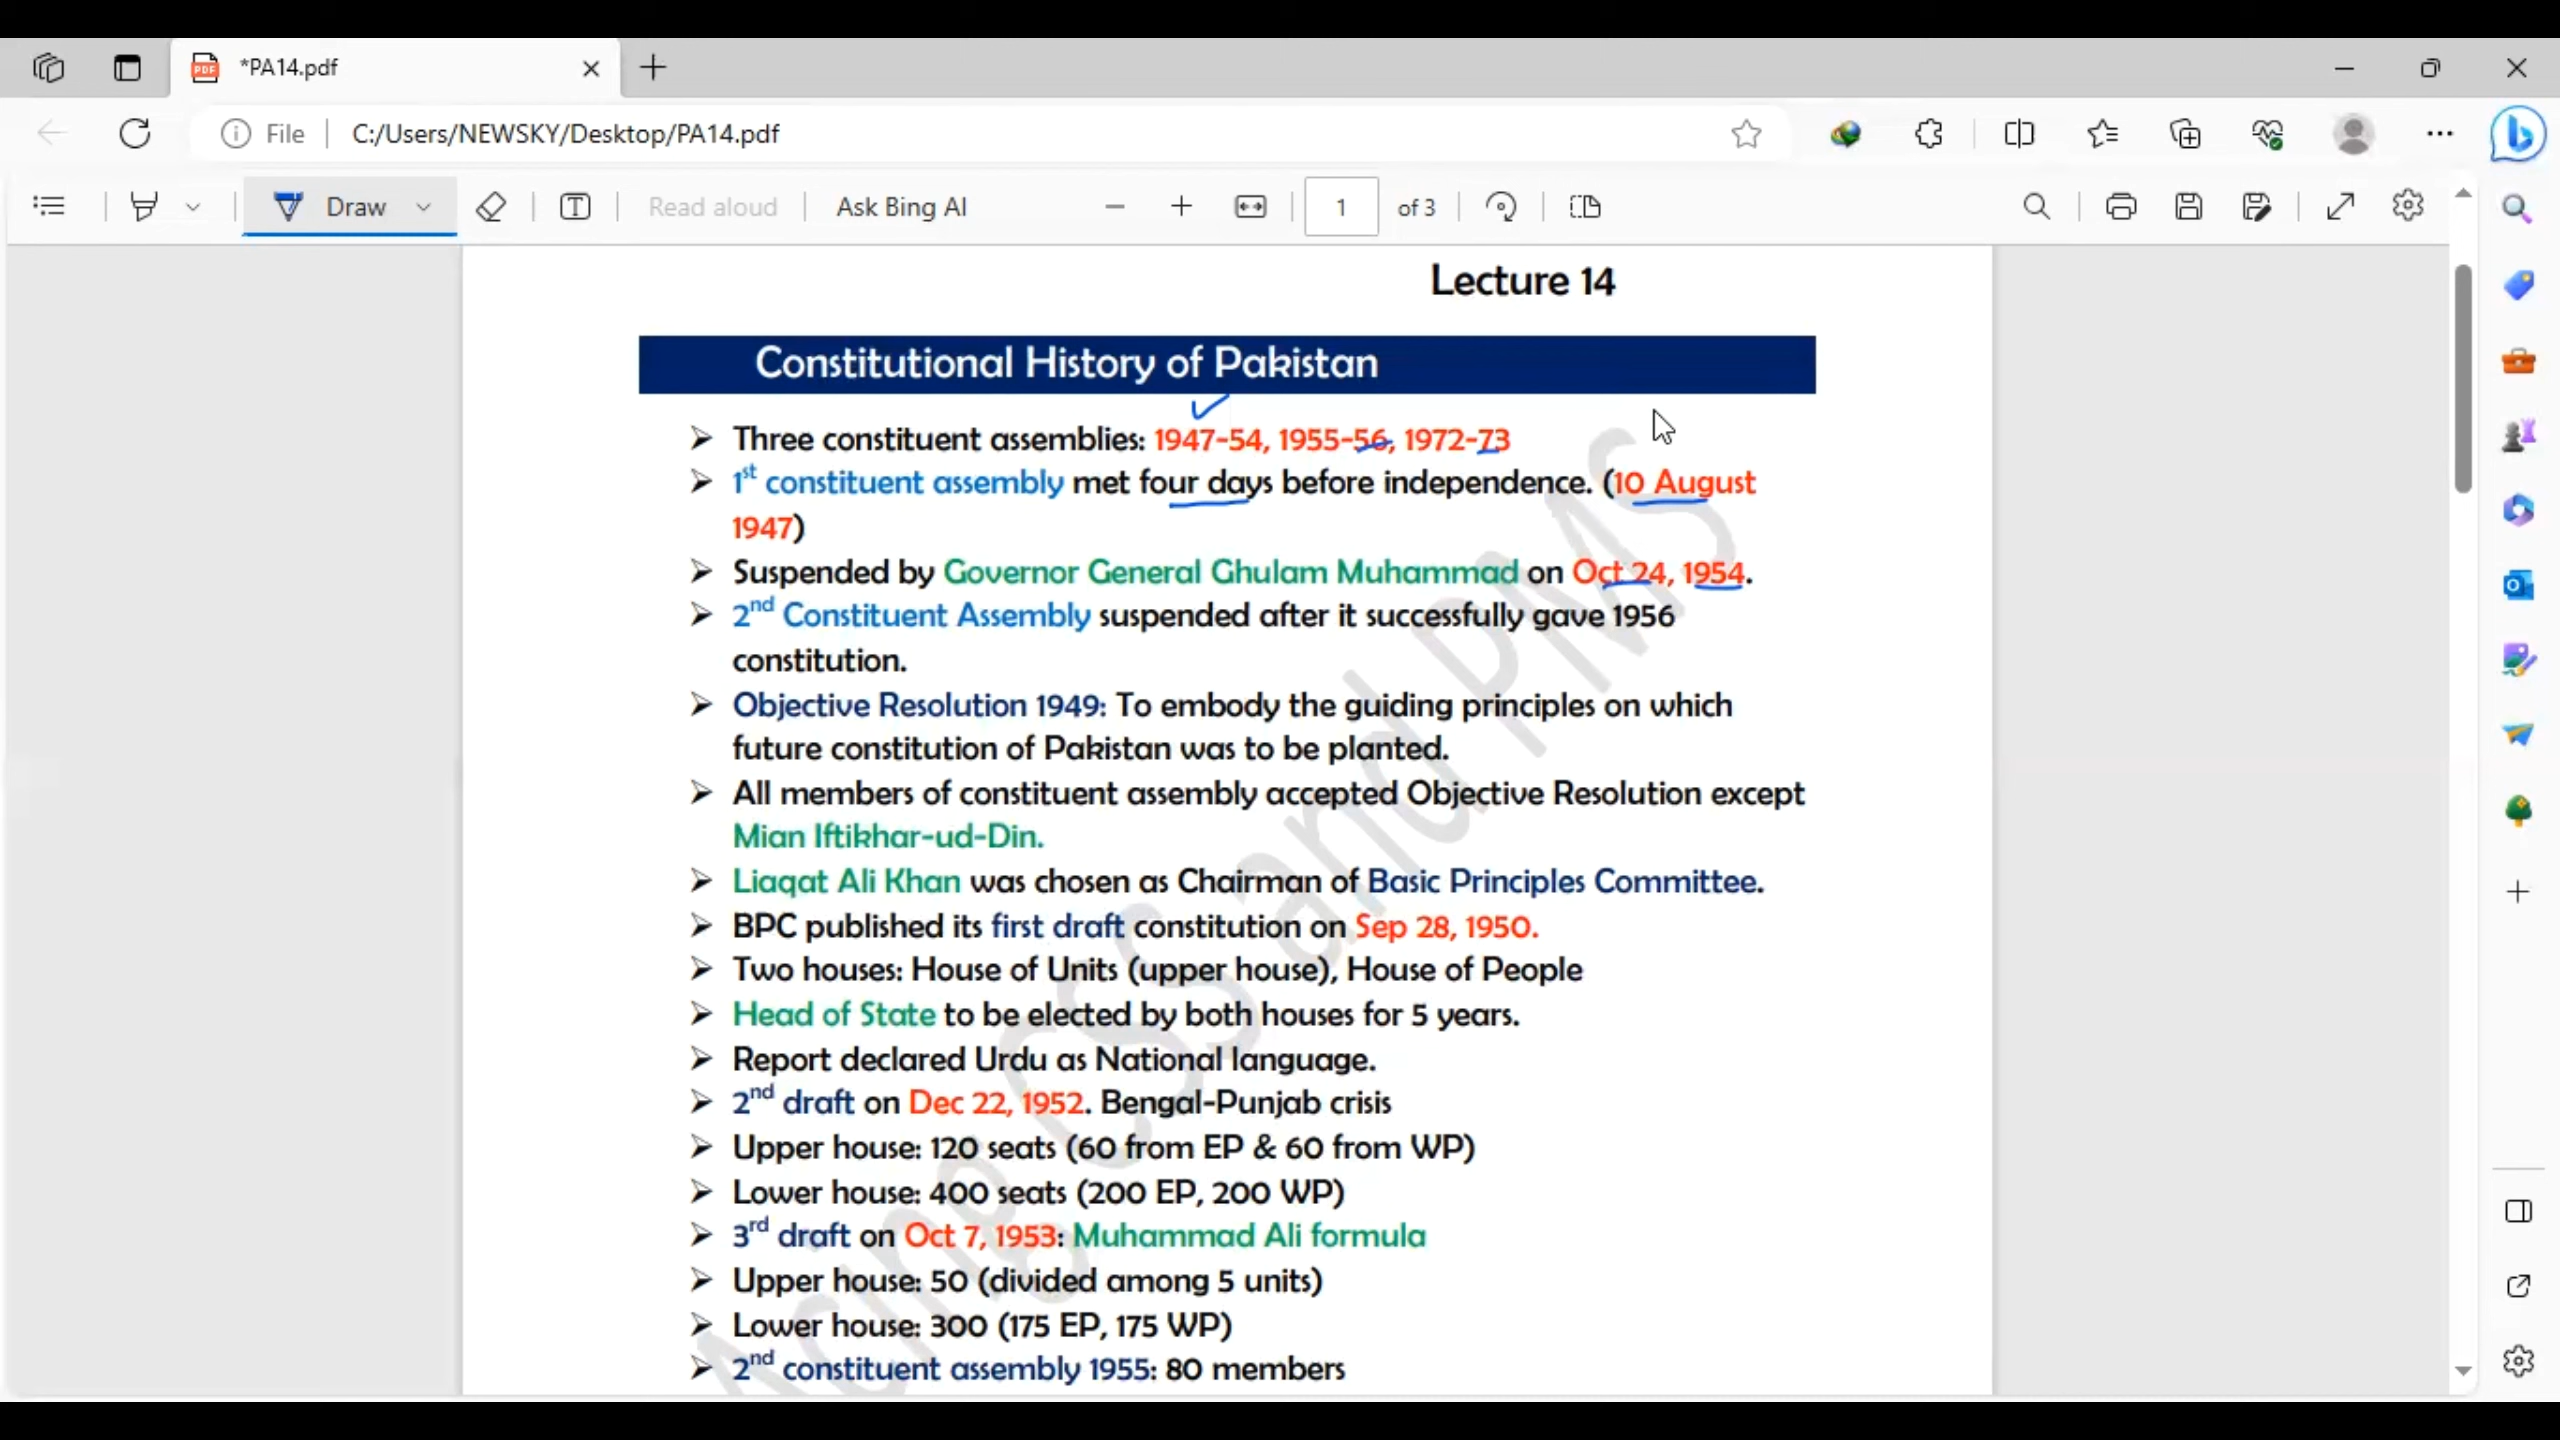 *PA14.pdf
File
C:/Users/NEWSKY/Desktop/PA14.pdf
Draw
Read aloud
Ask Bing AI
1 of 3
Lecture 14
Constitutional History of Pakistan
➢ Three constituent assemblies: 1947-54, 1955-56, 1972-73
➢ 1st constituent assembly met four days before independence. (10 August
1947)
➢ Suspended by Governor General Ghulam Muhammad on Oct 24, 1954.
➢ 2nd Constituent Assembly suspended after it successfully gave 1956
constitution.
➢ Objective Resolution 1949: To embody the guiding principles on which
future constitution of Pakistan was to be planted.
➢ All members of constituent assembly accepted Objective Resolution except
Mian Iftikhar-ud-Din.
➢ Liaqat Ali Khan was chosen as Chairman of Basic Principles Committee.
➢ BPC published its first draft constitution on Sep 28, 1950.
➢ Two houses: House of Units (upper house), House of People
➢ Head of State to be elected by both houses for 5 years.
➢ Report declared Urdu as National language.
➢ 2nd draft on Dec 22, 1952. Bengal-Punjab crisis
➢ Upper house: 120 seats (60 from EP & 60 from WP)
➢ Lower house: 400 seats (200 EP, 200 WP)
➢ 3rd draft on Oct 7, 1953: Muhammad Ali formula
➢ Upper house: 50 (divided among 5 units)
➢ Lower house: 300 (175 EP, 175 WP)
➢ 2nd constituent assembly 1955: 80 members
Acing CSS and PMS